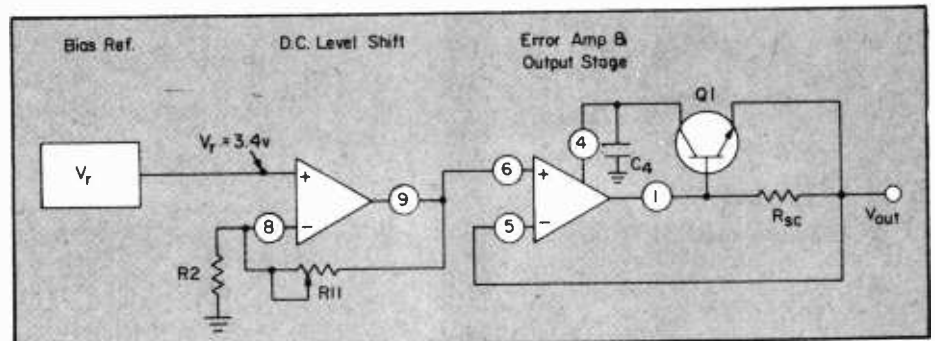 Bias Ref.
D.C. Level Shift
Error Amp &
Output Stage
Q1
Vr = 3.4v
4
C4
Vr
+
6
+
9
1
8
-
5
-
Rsc
Vout
R2
R11